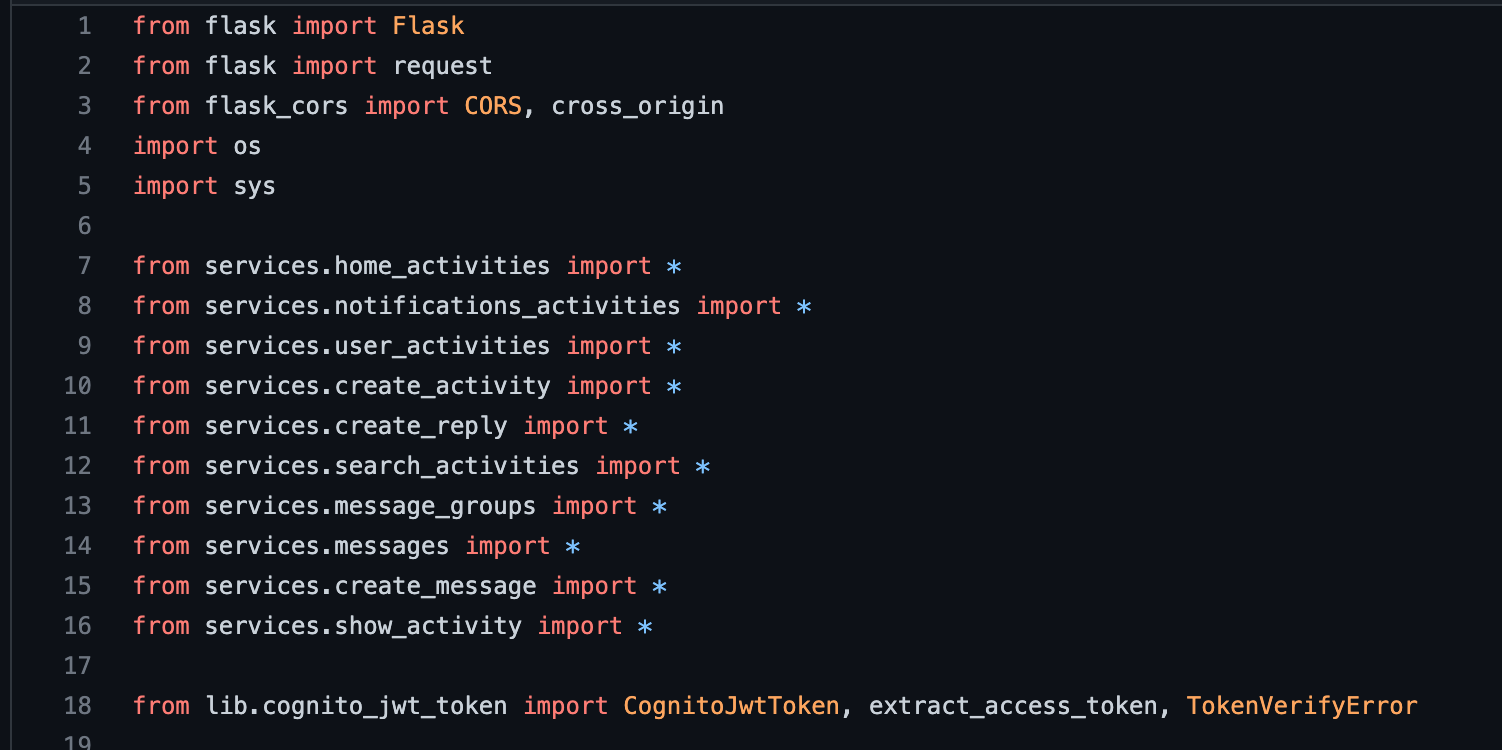 1 from flask import Flask
2 from flask import request
3 from flask_cors import CORS, cross_origin
4 import os
5 import sys
6
7 from services.home_activities import *
8 from services.notifications_activities import *
9 from services.user_activities import *
10 from services.create_activity import *
11 from services.create_reply import *
12 from services.search_activities import *
13 from services.message_groups import *
14 from services.messages import *
15 from services.create_message import *
16 from services.show_activity import *
17
18 from lib.cognito_jwt_token import CognitoJwtToken, extract_access_token, TokenVerifyError
19